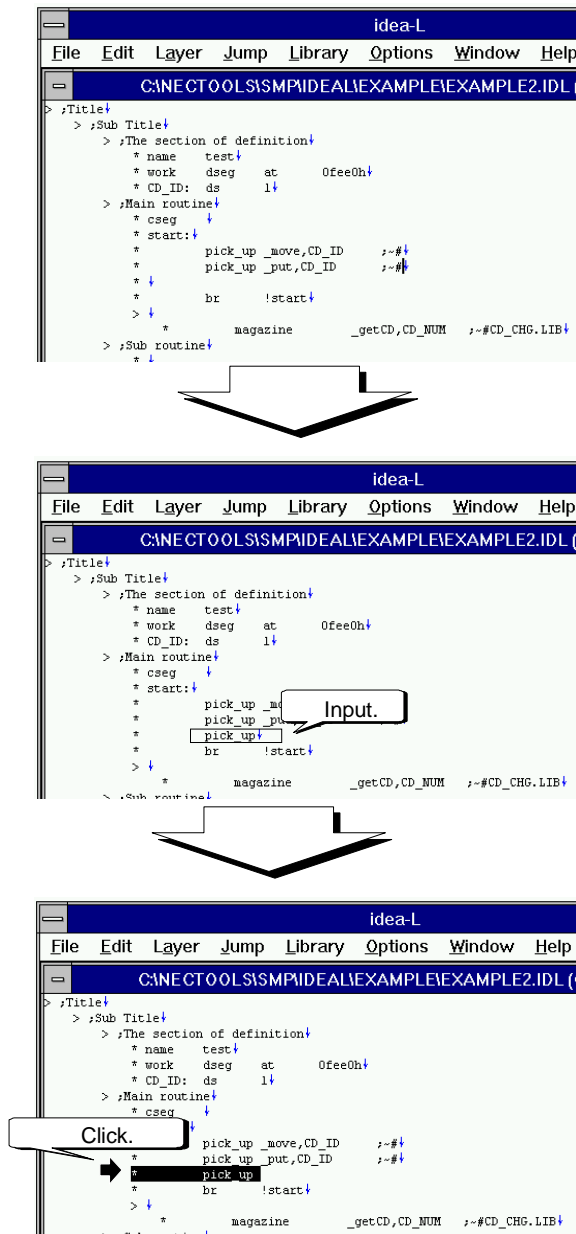 idea-L
File Edit Layer Jump Library Options Window Help
C:\NECTOOLS\SMP\IDEAL\EXAMPLE\EXAMPLE2.IDL
> ;Title↓
> ;Sub Title↓
> ;The section of definition↓
* name test↓
* work dseg at 0fee0h↓
* CD_ID: ds 1↓
> ;Main routine↓
* cseg ↓
* start:↓
* pick_up _move,CD_ID ;~#↓
* pick_up _put,CD_ID ;~#↓
* ↓
* br !start↓
> ↓
* magazine _getCD,CD_NUM ;~#CD_CHG.LIB↓
> ;Sub routine↓
* ↓
idea-L
File Edit Layer Jump Library Options Window Help
C:\NECTOOLS\SMP\IDEAL\EXAMPLE\EXAMPLE2.IDL (
> ;Title↓
> ;Sub Title↓
> ;The section of definition↓
* name test↓
* work dseg at 0fee0h↓
* CD_ID: ds 1↓
> ;Main routine↓
* cseg ↓
* start:↓
* pick_up _mo
Input.
* pick_up _pu
* pick_up↓
* br !start↓
> ↓
* magazine _getCD,CD_NUM ;~#CD_CHG.LIB↓
> ;Sub routine↓
idea-L
File Edit Layer Jump Library Options Window Help
C:\NECTOOLS\SMP\IDEAL\EXAMPLE\EXAMPLE2.IDL (
> ;Title↓
> ;Sub Title↓
> ;The section of definition↓
* name test↓
* work dseg at 0fee0h↓
* CD_ID: ds 1↓
> ;Main routine↓
* cseg ↓
Click.
↓
pick_up _move,CD_ID ;~#↓
* pick_up _put,CD_ID ;~#↓
* pick_up
* br !start↓
> ↓
* magazine _getCD,CD_NUM ;~#CD_CHG.LIB↓